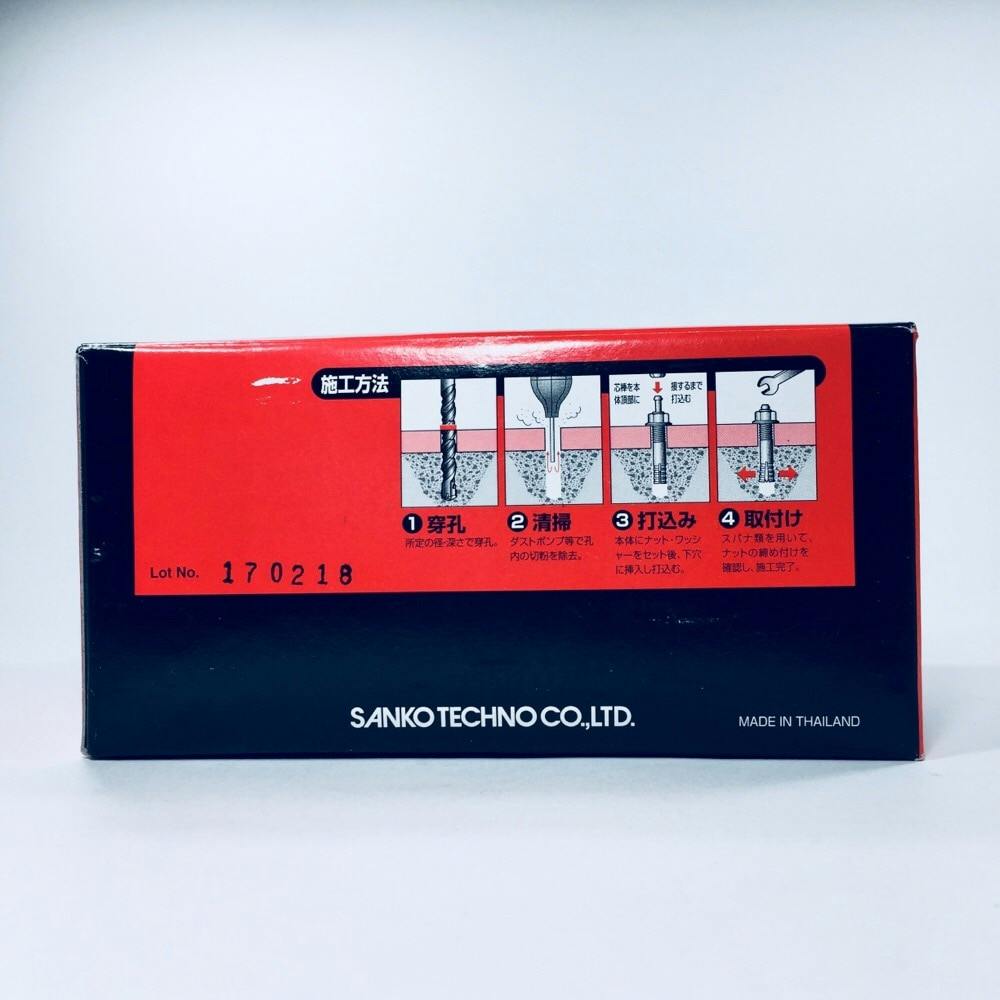 施工方法
芯棒を本
体頂部に
接するまで
打込む
1 穿孔
所定の径・深さで穿孔。
2 清掃
ダストポンプ等で孔
内の切粉を除去。
3 打込み
本体にナット・ワッシ
ャーをセット後、下穴
に挿入し打込む。
4 取付け
スパナ類を用いて、
ナットの締め付けを
確認し、施工完了。
Lot No. 170218
SANKO TECHNO CO.,LTD.
MADE IN THAILAND